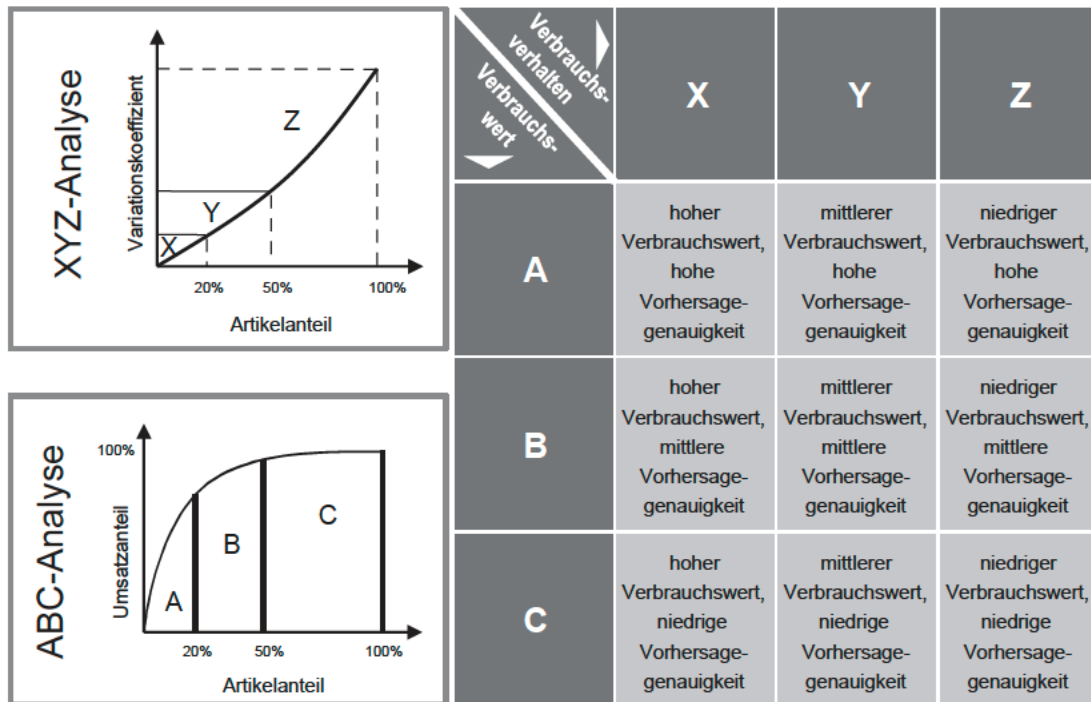 XYZ-Analyse
Variationskoeffizient
Z
Y
X
20%
50%
100%
Artikelanteil
ABC-Analyse
Umsatzanteil
100%
A
B
C
20%
50%
100%
Artikelanteil
Verbrauchs-
verhalten
Verbrauchs-
wert
X
Y
Z
A
hoher
Verbrauchswert,
hohe
Vorhersage-
genauigkeit
mittlerer
Verbrauchswert,
hohe
Vorhersage-
genauigkeit
niedriger
Verbrauchswert,
hohe
Vorhersage-
genauigkeit
B
hoher
Verbrauchswert,
mittlere
Vorhersage-
genauigkeit
mittlerer
Verbrauchswert,
mittlere
Vorhersage-
genauigkeit
niedriger
Verbrauchswert,
mittlere
Vorhersage-
genauigkeit
C
hoher
Verbrauchswert,
niedrige
Vorhersage-
genauigkeit
mittlerer
Verbrauchswert,
niedrige
Vorhersage-
genauigkeit
niedriger
Verbrauchswert,
niedrige
Vorhersage-
genauigkeit